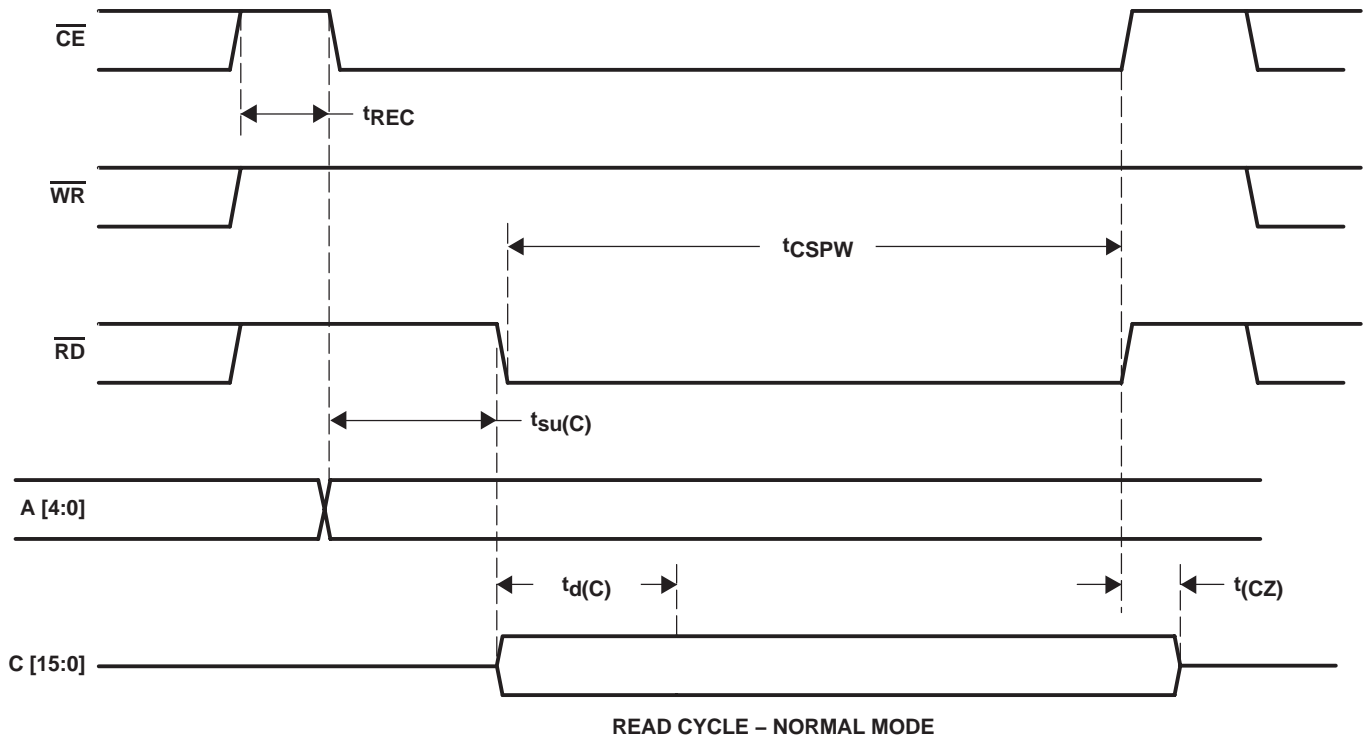 CE
tREC
WR
tCSPW
RD
tsu(C)
A [4:0]
td(C)
t(CZ)
C [15:0]
READ CYCLE – NORMAL MODE